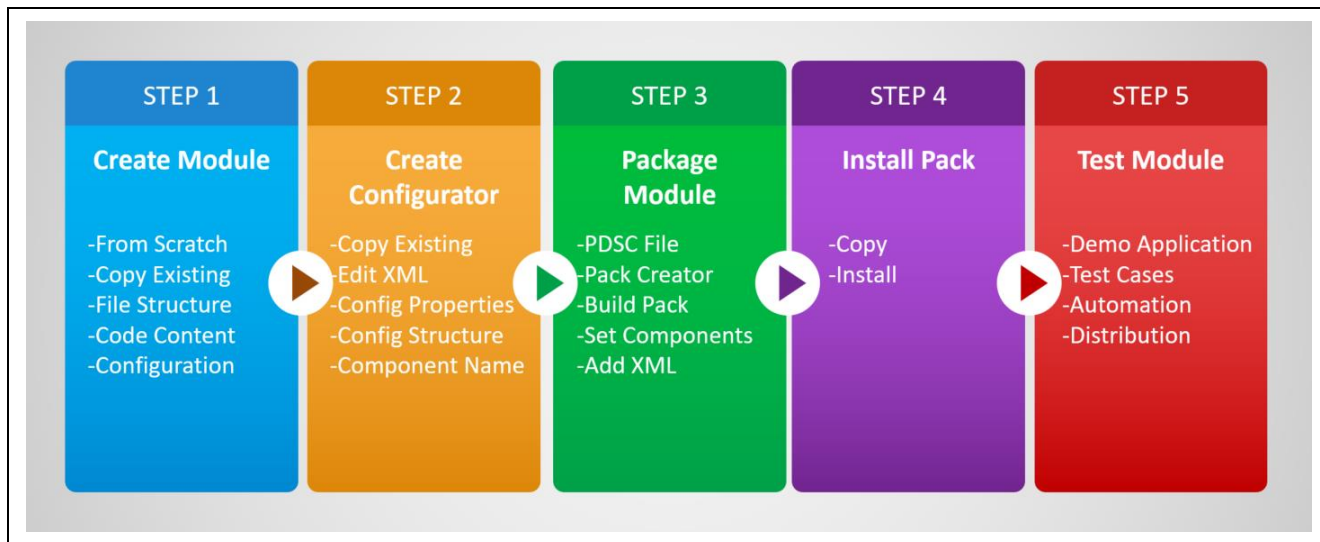 STEP 1
Create Module
-From Scratch
-Copy Existing
-File Structure
-Code Content
-Configuration
STEP 2
Create
Configurator
-Copy Existing
-Edit XML
-Config Properties
-Config Structure
-Component Name
STEP 3
Package
Module
-PDSC File
-Pack Creator
-Build Pack
-Set Components
-Add XML
STEP 4
Install Pack
-Copy
-Install
STEP 5
Test Module
-Demo Application
-Test Cases
-Automation
-Distribution